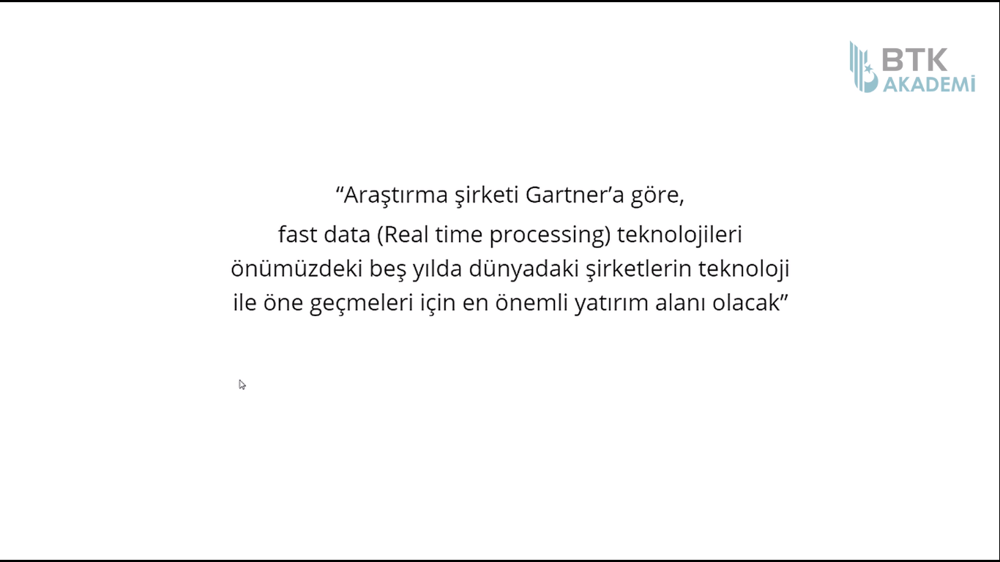 BTK
AKADEMİ
“Araştırma şirketi Gartner’a göre,
fast data (Real time processing) teknolojileri
önümüzdeki beş yılda dünyadaki şirketlerin teknoloji
ile öne geçmeleri için en önemli yatırım alanı olacak”